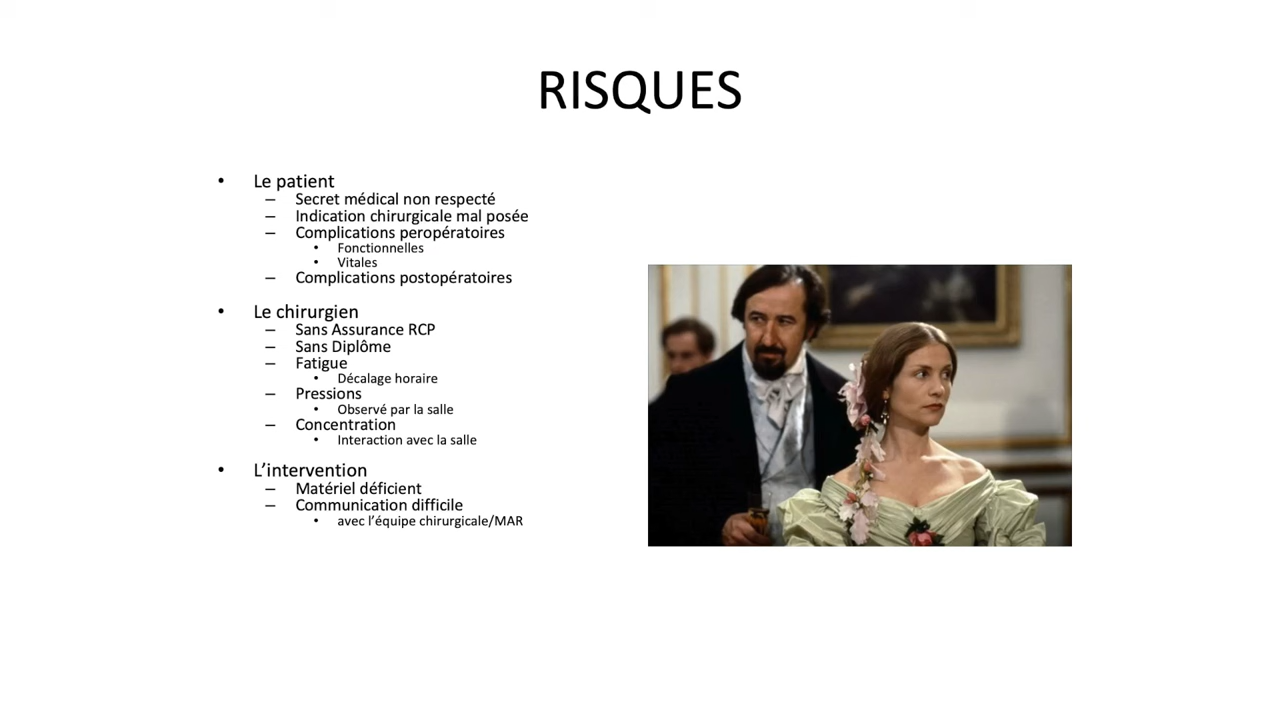 RISQUES
• Le patient
– Secret médical non respecté
– Indication chirurgicale mal posée
– Complications peropératoires
• Fonctionnelles
• Vitales
– Complications postopératoires
• Le chirurgien
– Sans Assurance RCP
– Sans Diplôme
– Fatigue
• Décalage horaire
– Pressions
• Observé par la salle
– Concentration
• Interaction avec la salle
• L’intervention
– Matériel déficient
– Communication difficile
• avec l’équipe chirurgicale/MAR